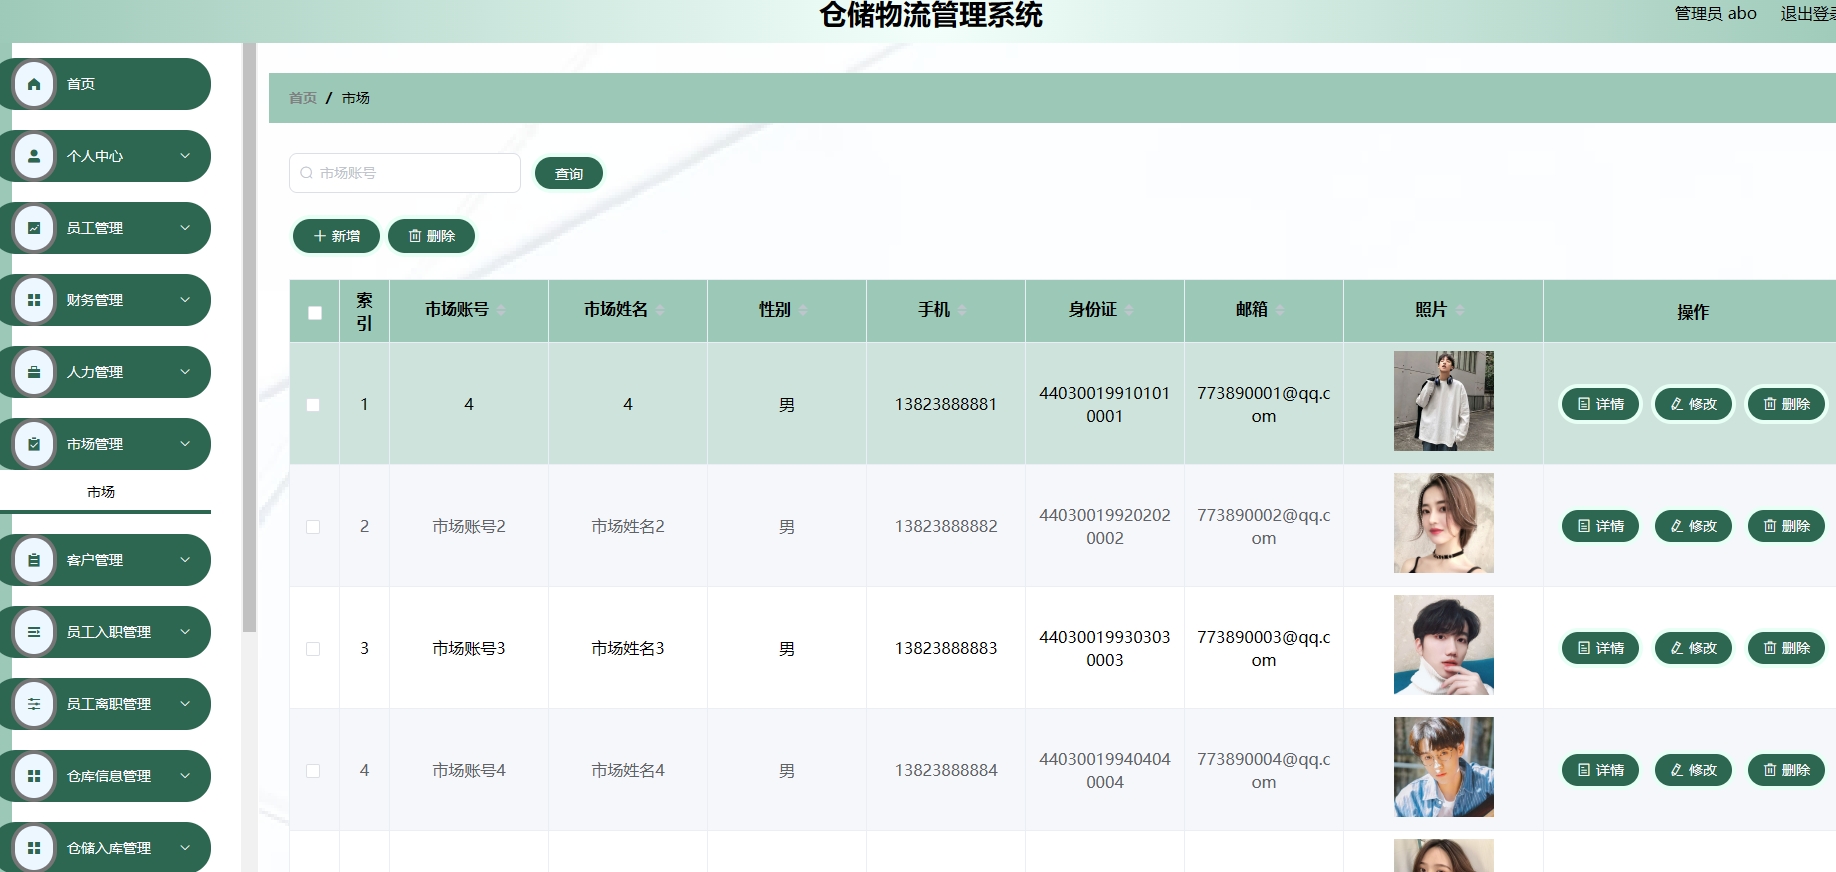 仓储物流管理系统
管理员 abo 退出登录
首页
个人中心
员工管理
财务管理
人力管理
市场管理
市场
客户管理
员工入职管理
员工离职管理
仓库信息管理
仓储入库管理
首页 / 市场
市场账号 查询
新增 删除
索引 市场账号 市场姓名 性别 手机 身份证 邮箱 照片 操作
1 4 4 男 13823888881 440300199101010001 773890001@qq.com 详情 修改 删除
2 市场账号2 市场姓名2 男 13823888882 440300199202020002 773890002@qq.com 详情 修改 删除
3 市场账号3 市场姓名3 男 13823888883 440300199303030003 773890003@qq.com 详情 修改 删除
4 市场账号4 市场姓名4 男 13823888884 440300199404040004 773890004@qq.com 详情 修改 删除